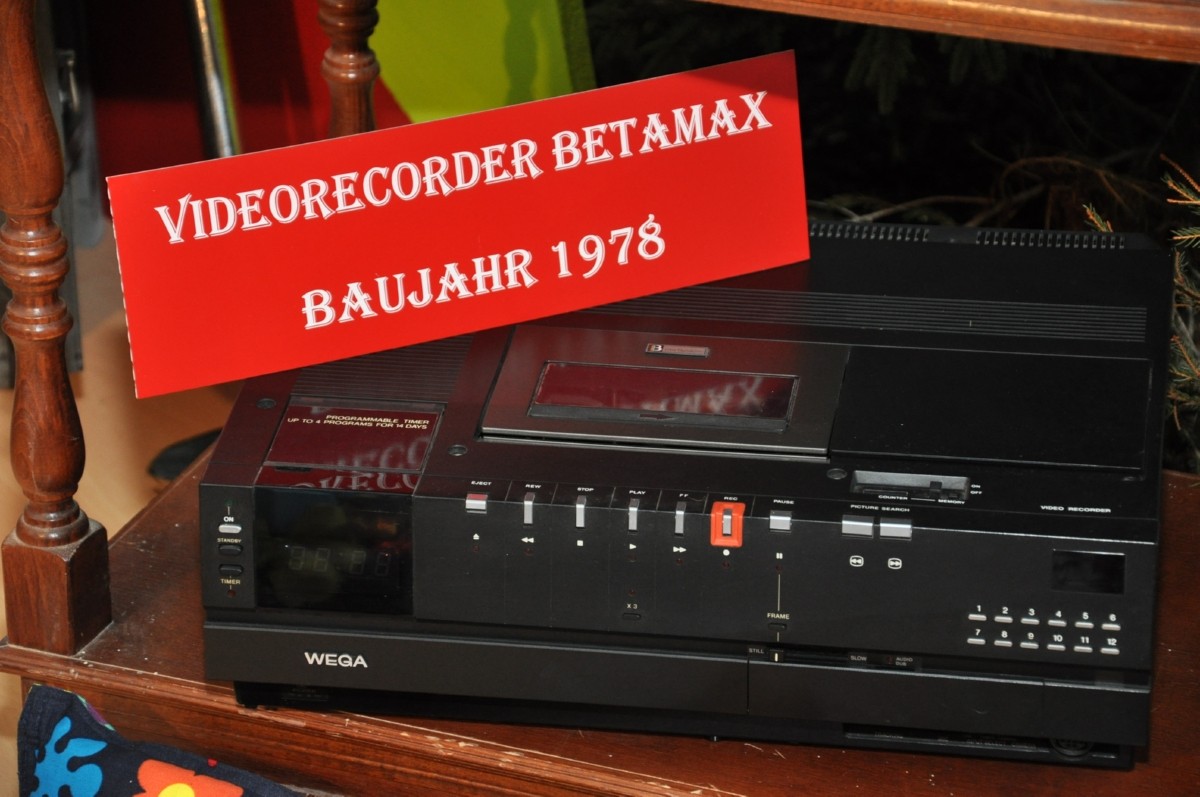 VIDEORECORDER BETAMAX
BAUJAHR 1978
PROGRAMMABLE TIMER
UP TO 4 PROGRAMS FOR 14 DAYS
EJECT REW STOP PLAY FF REC PAUSE
COUNTER MEMORY ON OFF
PICTURE SEARCH
VIDEO RECORDER
ON
STANDBY
TIMER
X 3
FRAME
1 2 3 4 5 6
7 8 9 10 11 12
STILL SLOW AUDIO DUB
WEGA